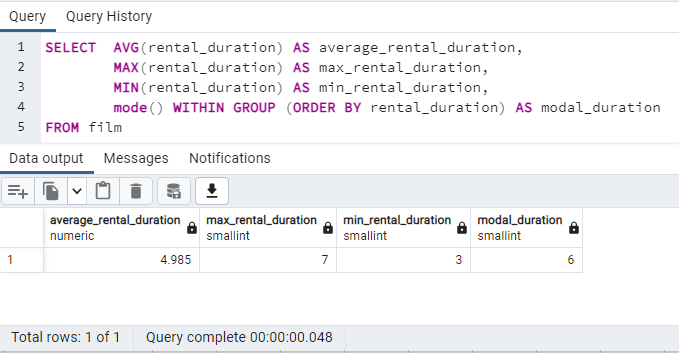 Query Query History
1 SELECT AVG(rental_duration) AS average_rental_duration,
2 MAX(rental_duration) AS max_rental_duration,
3 MIN(rental_duration) AS min_rental_duration,
4 mode() WITHIN GROUP (ORDER BY rental_duration) AS modal_duration
5 FROM film
Data output Messages Notifications
average_rental_duration max_rental_duration min_rental_duration modal_duration
numeric smallint smallint smallint
1 4.985 7 3 6
Total rows: 1 of 1 Query complete 00:00:00.048